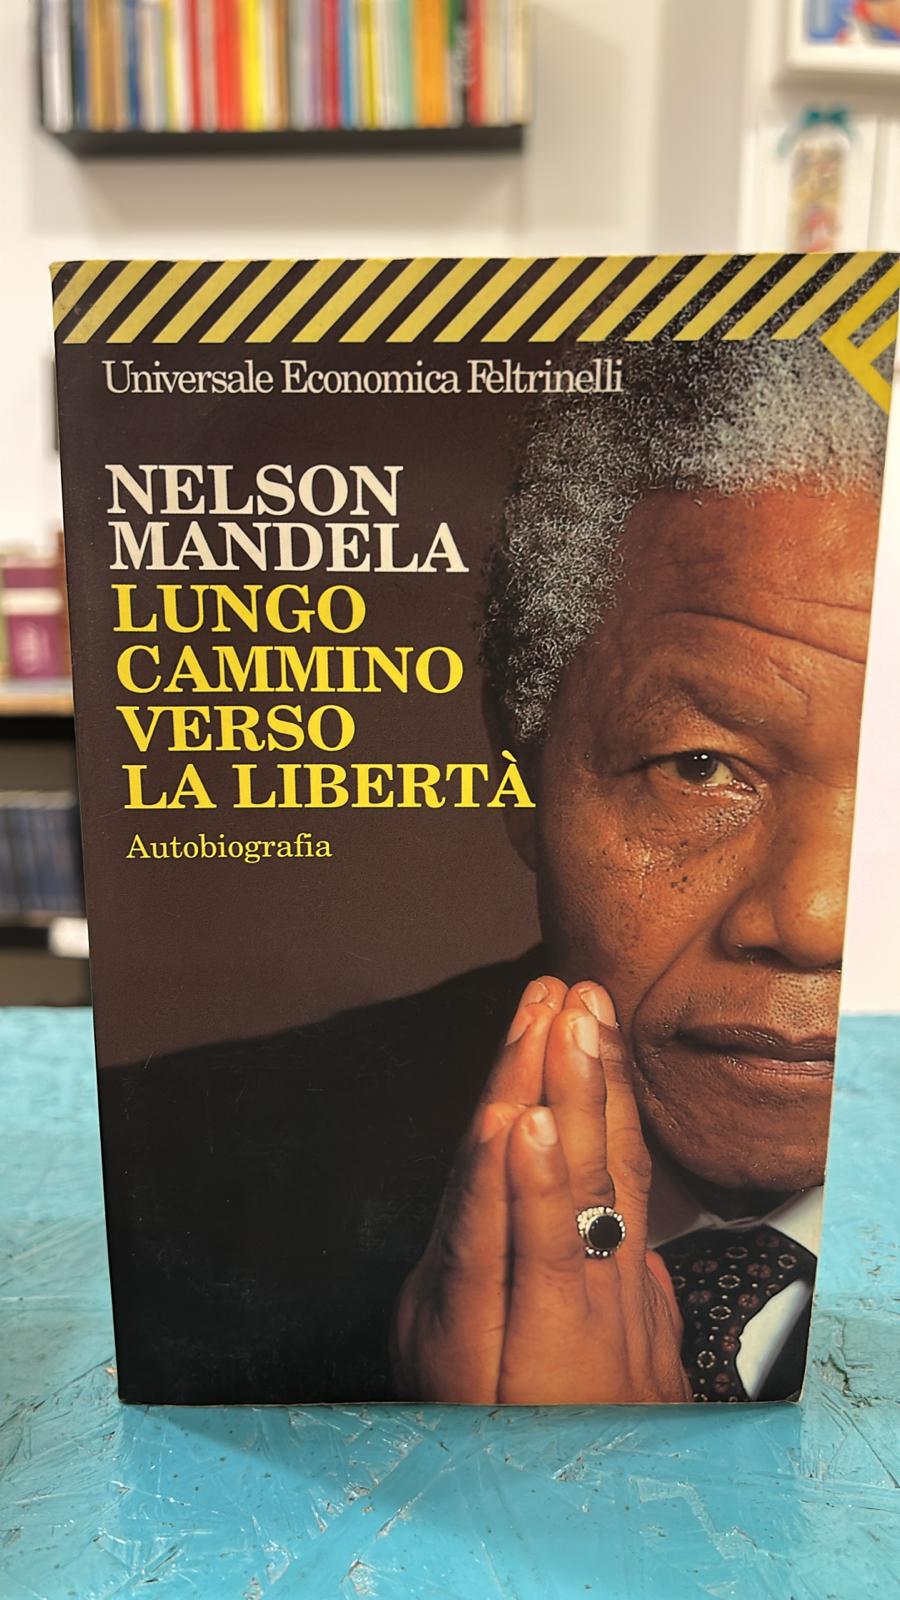 Universale Economica Feltrinelli
NELSON
MANDELA
LUNGO
CAMMINO
VERSO
LA LIBERTÀ
Autobiografia